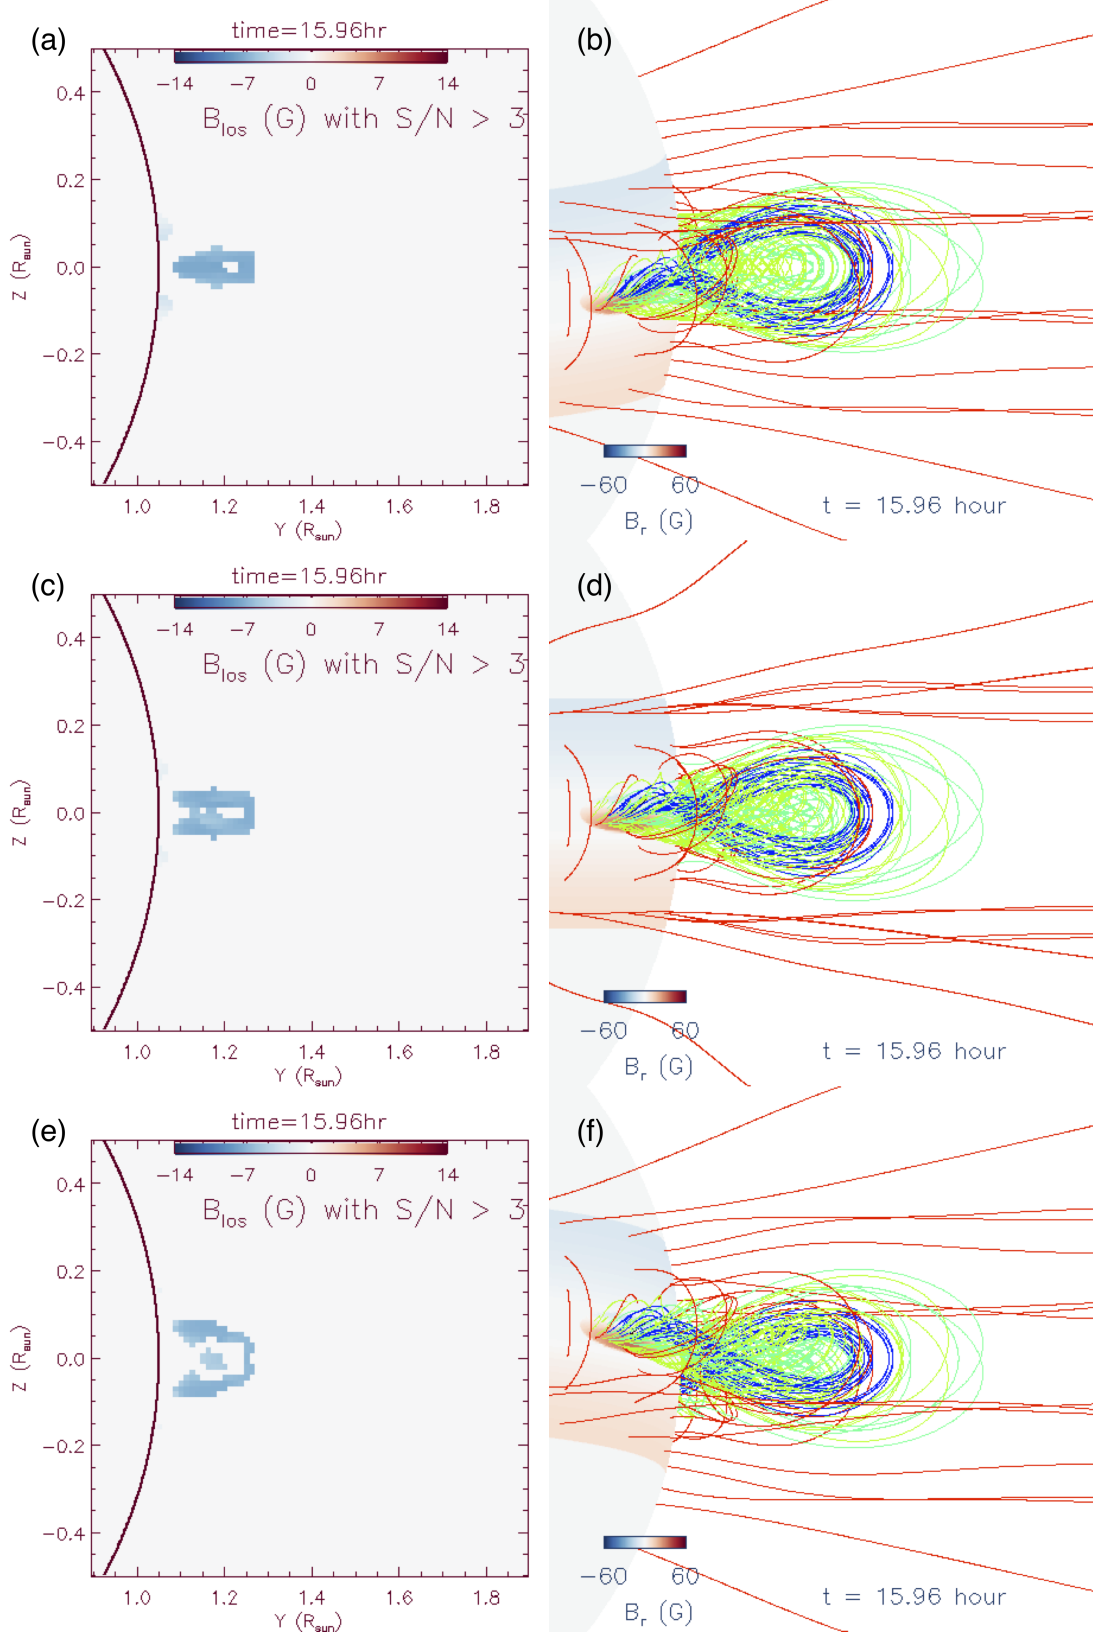 (a)
time=15.96hr
−14 −7 0 7 14
B_los (G) with S/N > 3
0.4
0.2
0.0
−0.2
−0.4
Z (R_sun)
1.0 1.2 1.4 1.6 1.8
Y (R_sun)
(b)
−60 60
B_r (G)
t = 15.96 hour
(c)
time=15.96hr
−14 −7 0 7 14
B_los (G) with S/N > 3
0.4
0.2
0.0
−0.2
−0.4
Z (R_sun)
1.0 1.2 1.4 1.6 1.8
Y (R_sun)
(d)
−60 60
B_r (G)
t = 15.96 hour
(e)
time=15.96hr
−14 −7 0 7 14
B_los (G) with S/N > 3
0.4
0.2
0.0
−0.2
−0.4
Z (R_sun)
1.0 1.2 1.4 1.6 1.8
Y (R_sun)
(f)
−60 60
B_r (G)
t = 15.96 hour